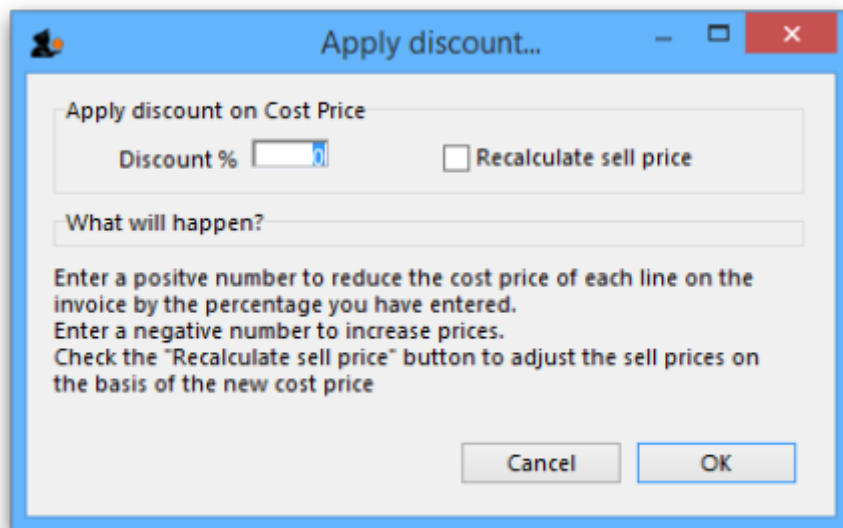 Apply discount...
Apply discount on Cost Price
Discount % 0 Recalculate sell price
What will happen?
Enter a positve number to reduce the cost price of each line on the
invoice by the percentage you have entered.
Enter a negative number to increase prices.
Check the "Recalculate sell price" button to adjust the sell prices on
the basis of the new cost price
Cancel OK